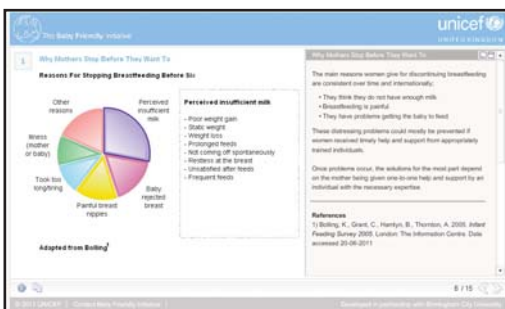 The Baby Friendly Initiative
unicef
UNITED KINGDOM
1
Why Mothers Stop Before They Want To
Reasons For Stopping Breastfeeding Before Six
Other
reasons
Perceived
insufficient
milk
Illness
(mother
or baby)
Took too
long/tiring
Painful breast
nipples
Baby
rejected
breast
Perceived insufficient milk
- Poor weight gain
- Static weight
- Weight loss
- Prolonged feeds
- Not coming off spontaneously
- Restless at the breast
- Unsatisfied after feeds
- Frequent feeds
Adapted from Bolling1
Why Mothers Stop Before They Want To
The main reasons women give for discontinuing breastfeeding
are consistent over time and internationally;
• They think they do not have enough milk
• Breastfeeding is painful
• They have problems getting the baby to feed
These distressing problems could mostly be prevented if
women received timely help and support from appropriately
trained individuals.
Once problems occur, the solutions for the most part depend
on the mother being given one-to-one help and support by an
individual with the necessary expertise.
References
1) Bolling, K., Grant, C., Hamlyn, B., Thornton, A. 2005. Infant
Feeding Survey 2005. London: The Information Centre. Date
accessed 20-06-2011
6 / 15
© 2011 UNICEF | Contact Baby Friendly Initiative |
Developed in partnership with Birmingham City University